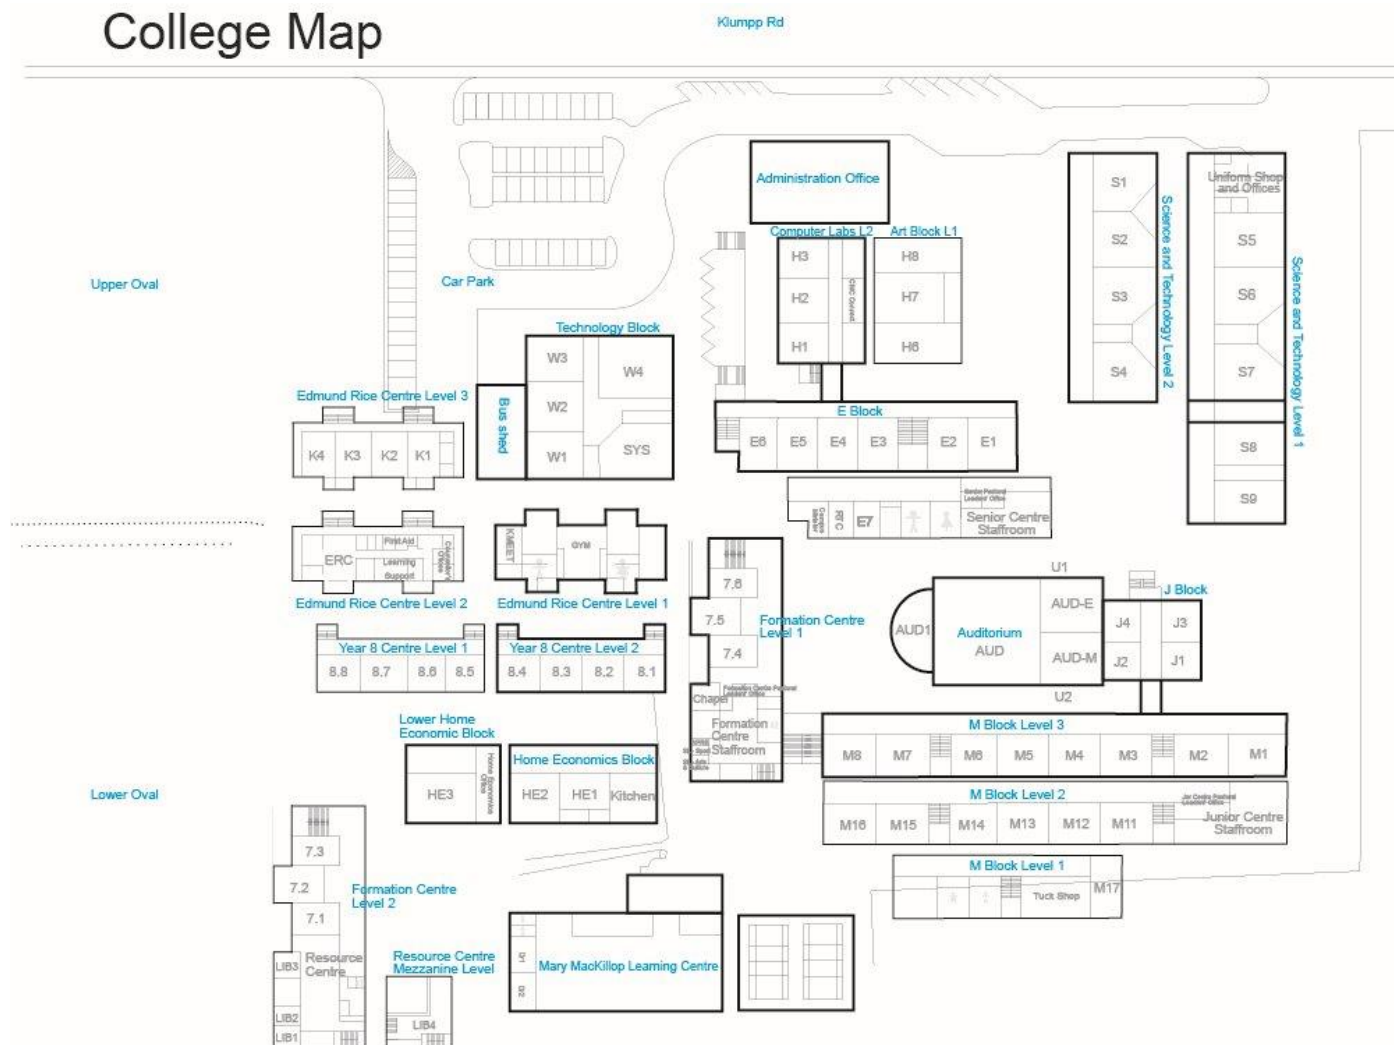 College Map
Klumpp Rd
Administration Office
Uniform Shop
and Offices
S1
S2
S3
S4
Science and Technology Level 2
S5
S6
S7
S8
S9
Science and Technology Level 1
Computer Labs L2
Art Block L1
H3
H2
H1
H8
H7
H6
Upper Oval
Car Park
Technology Block
W3
W4
W2
W1
SYS
Bus shed
Edmund Rice Centre Level 3
K4
K3
K2
K1
E Block
E6
E5
E4
E3
E2
E1
RTC
E7
Senior Centre
Staffroom
ERC
First Aid
Learning
Support
Edmund Rice Centre Level 2
KMEET
GYM
Edmund Rice Centre Level 1
7.6
7.5
7.4
Formation Centre
Level 1
Chapel
Formation
Centre
Staffroom
U1
AUD1
Auditorium
AUD
AUD-E
AUD-M
U2
J Block
J4
J3
J2
J1
Year 8 Centre Level 1
8.8
8.7
8.6
8.5
Year 8 Centre Level 2
8.4
8.3
8.2
8.1
Lower Home
Economic Block
HE3
Home Economics
Office
Home Economics Block
HE2
HE1
Kitchen
M Block Level 3
M8
M7
M6
M5
M4
M3
M2
M1
M Block Level 2
M16
M15
M14
M13
M12
M11
Junior Centre
Staffroom
M Block Level 1
Tuck Shop
M17
Lower Oval
7.3
7.2
7.1
Formation Centre
Level 2
Resource
Centre
LIB3
LIB2
LIB1
Resource Centre
Mezzanine Level
LIB4
Mary MacKillop Learning Centre